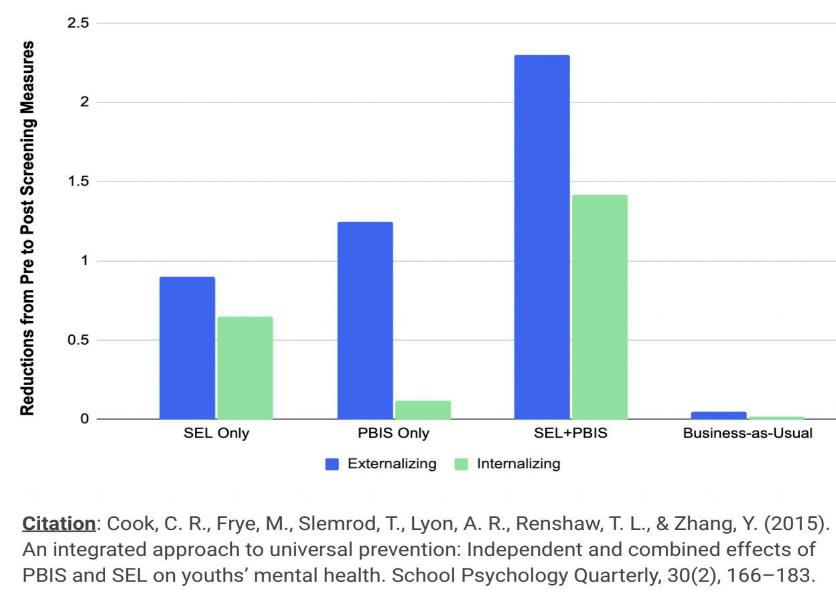 2.5
2
1.5
1
0.5
0
Reductions from Pre to Post Screening Measures
SEL Only
PBIS Only
SEL+PBIS
Business-as-Usual
Externalizing
Internalizing
Citation: Cook, C. R., Frye, M., Slemrod, T., Lyon, A. R., Renshaw, T. L., & Zhang, Y. (2015).
An integrated approach to universal prevention: Independent and combined effects of
PBIS and SEL on youths’ mental health. School Psychology Quarterly, 30(2), 166–183.